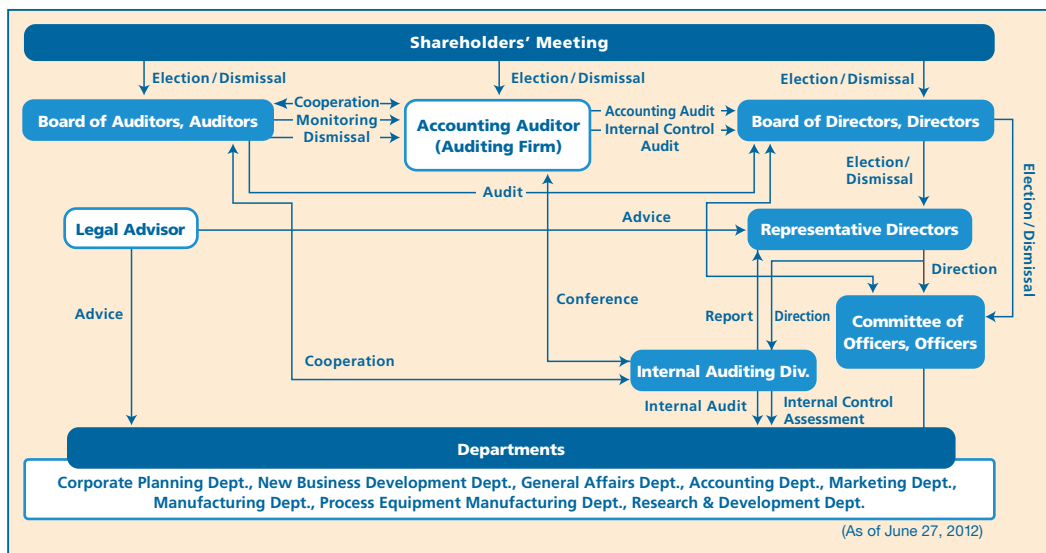 Shareholders' Meeting
Election/Dismissal
Election/Dismissal
Election/Dismissal
Board of Auditors, Auditors
Cooperation
Monitoring
Dismissal
Accounting Auditor
(Auditing Firm)
Accounting Audit
Internal Control
Audit
Board of Directors, Directors
Election/
Dismissal
Election/Dismissal
Audit
Legal Advisor
Advice
Representative Directors
Direction
Advice
Conference
Report
Direction
Committee of
Officers, Officers
Cooperation
Internal Auditing Div.
Internal Audit
Internal Control
Assessment
Departments
Corporate Planning Dept., New Business Development Dept., General Affairs Dept., Accounting Dept., Marketing Dept.,
Manufacturing Dept., Process Equipment Manufacturing Dept., Research & Development Dept.
(As of June 27, 2012)